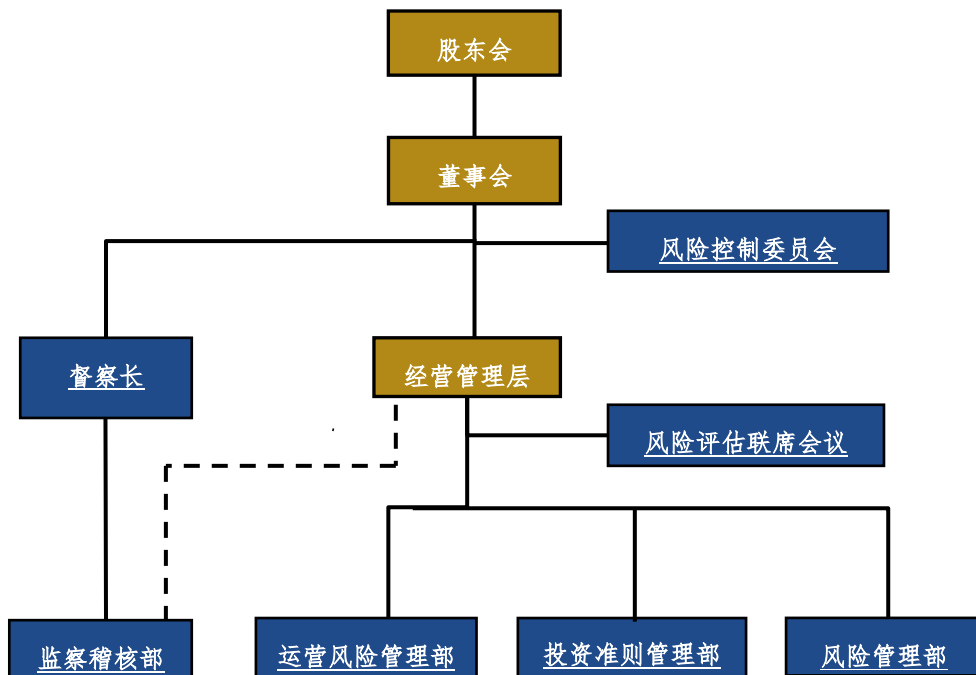 股东会
董事会
风险控制委员会
督察长
经营管理层
风险评估联席会议
监察稽核部
运营风险管理部
投资准则管理部
风险管理部